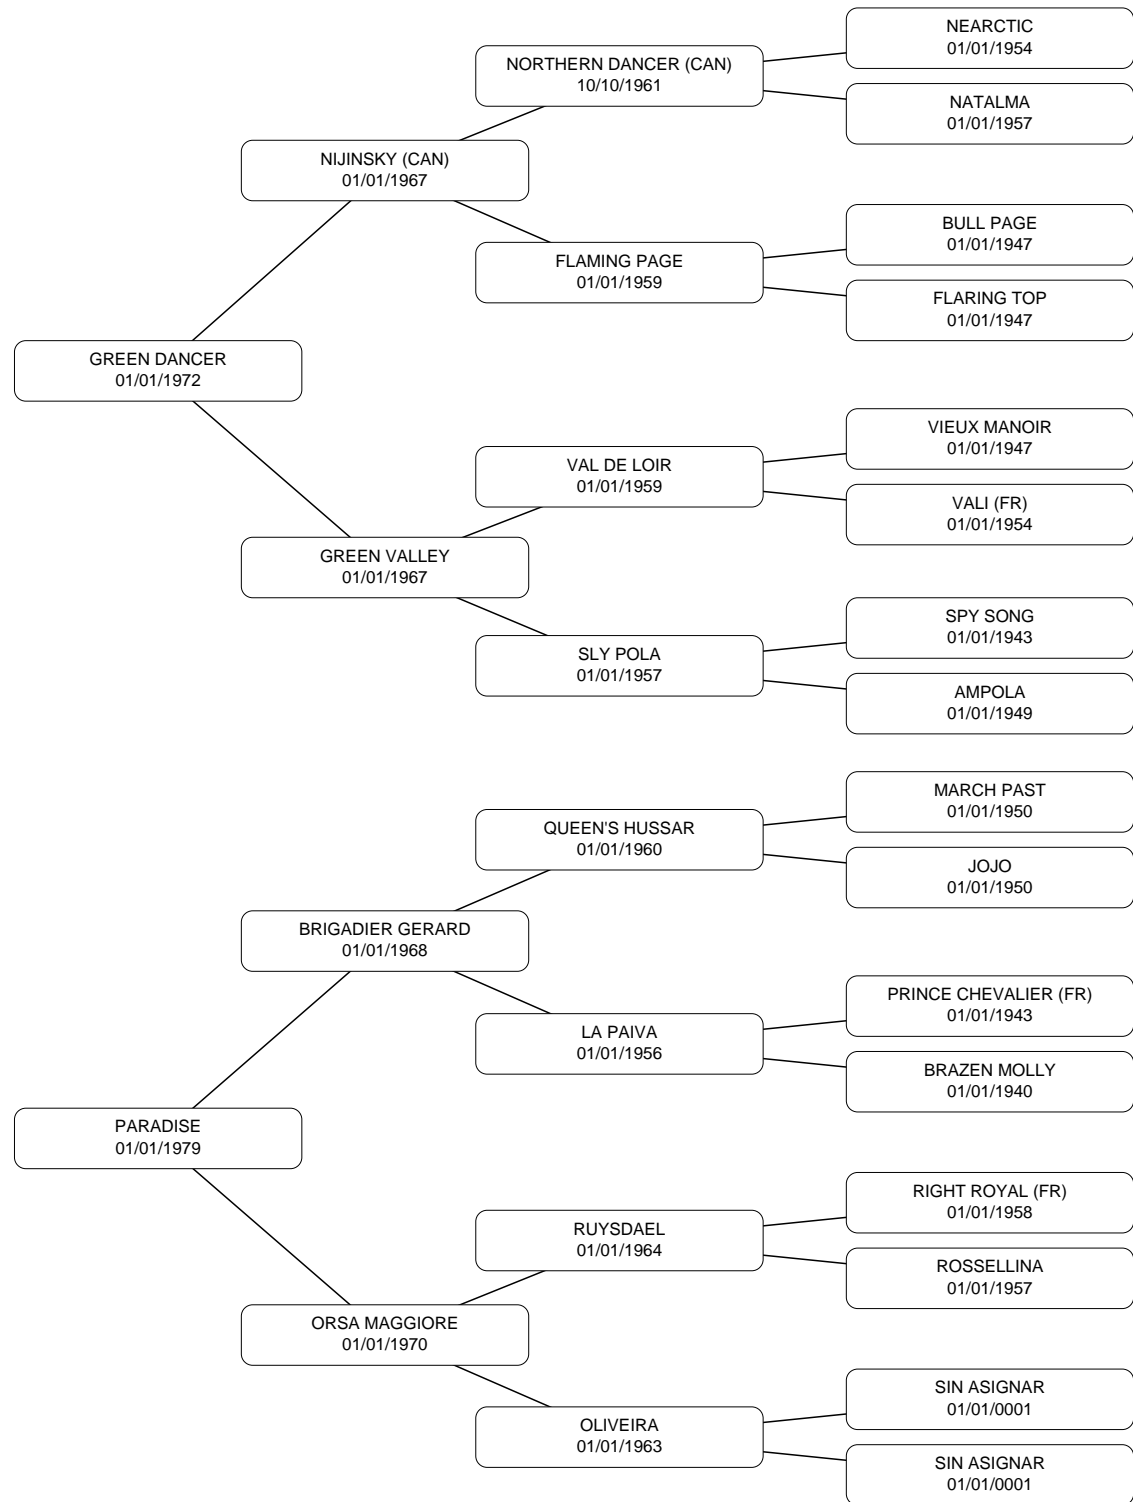 NEARCTIC
01/01/1954
NORTHERN DANCER (CAN)
10/10/1961
NATALMA
01/01/1957
NIJINSKY (CAN)
01/01/1967
BULL PAGE
01/01/1947
FLAMING PAGE
01/01/1959
FLARING TOP
01/01/1947
GREEN DANCER
01/01/1972
VIEUX MANOIR
01/01/1947
VAL DE LOIR
01/01/1959
VALI (FR)
01/01/1954
GREEN VALLEY
01/01/1967
SPY SONG
01/01/1943
SLY POLA
01/01/1957
AMPOLA
01/01/1949
MARCH PAST
01/01/1950
QUEEN'S HUSSAR
01/01/1960
JOJO
01/01/1950
BRIGADIER GERARD
01/01/1968
PRINCE CHEVALIER (FR)
01/01/1943
LA PAIVA
01/01/1956
BRAZEN MOLLY
01/01/1940
PARADISE
01/01/1979
RIGHT ROYAL (FR)
01/01/1958
RUYSDAEL
01/01/1964
ROSSELLINA
01/01/1957
ORSA MAGGIORE
01/01/1970
SIN ASIGNAR
01/01/0001
OLIVEIRA
01/01/1963
SIN ASIGNAR
01/01/0001